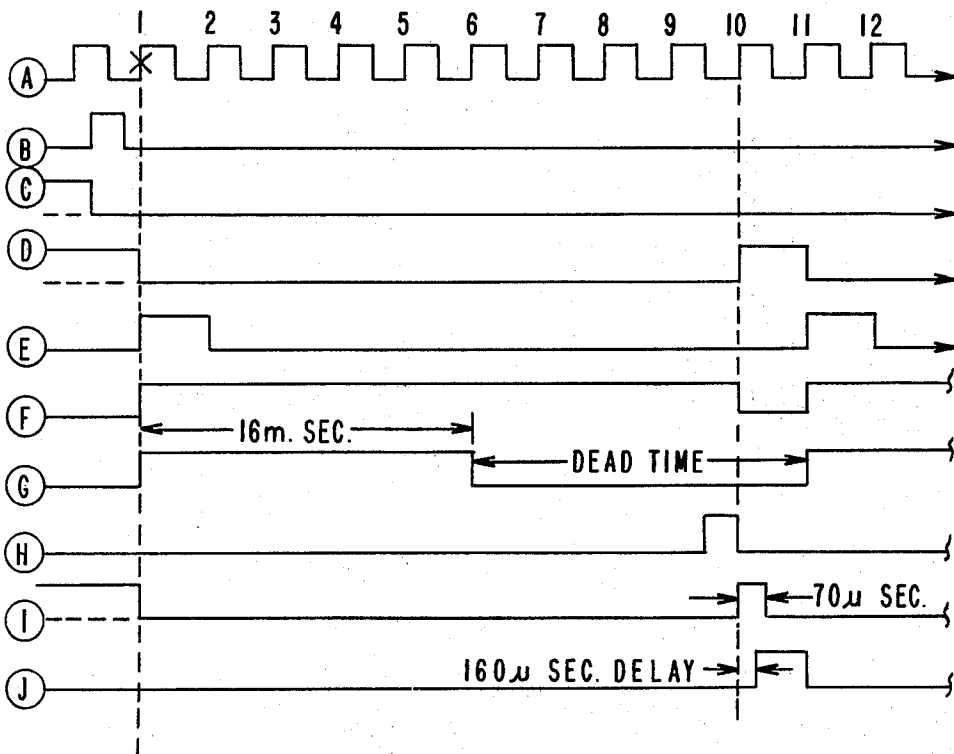 1 2 3 4 5 6 7 8 9 10 11 12
A
B
C
D
E
F
16m. SEC.
G
DEAD TIME
H
I
70μ SEC.
J
160μ SEC. DELAY